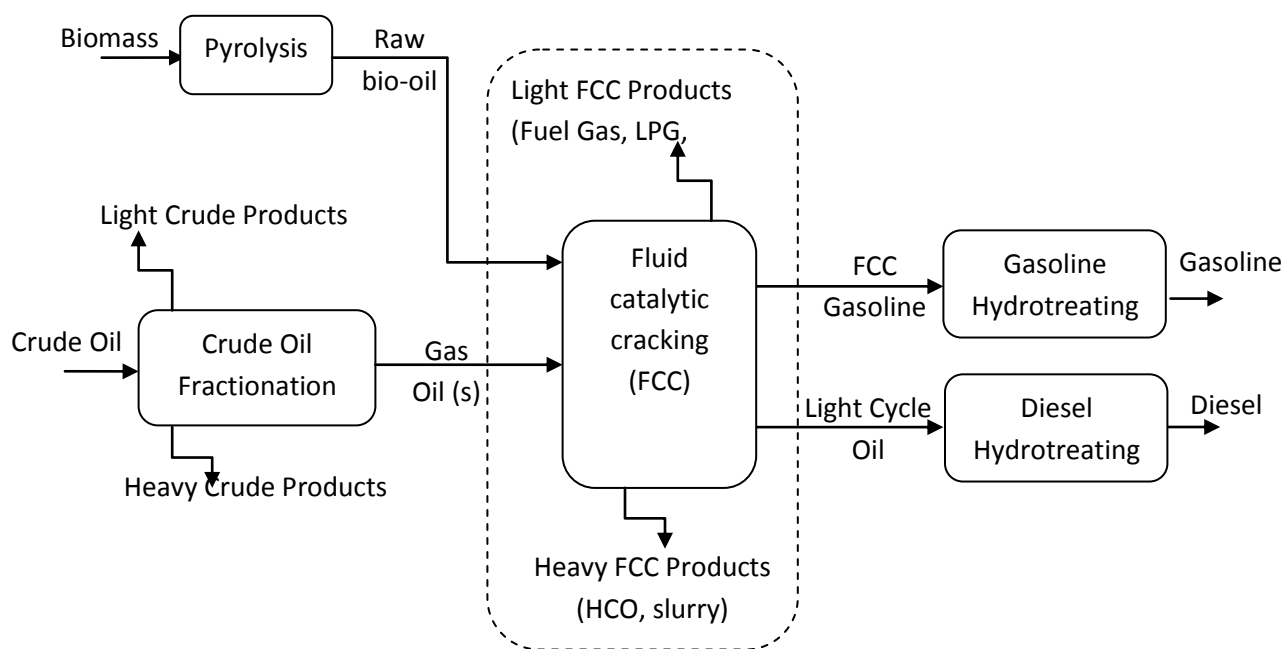 Biomass
Pyrolysis
Raw
bio-oil
Light FCC Products
(Fuel Gas, LPG,
Light Crude Products
Crude Oil
Crude Oil
Fractionation
Gas
Oil (s)
Heavy Crude Products
Fluid
catalytic
cracking
(FCC)
Heavy FCC Products
(HCO, slurry)
FCC
Gasoline
Gasoline
Hydrotreating
Gasoline
Light Cycle
Oil
Diesel
Hydrotreating
Diesel